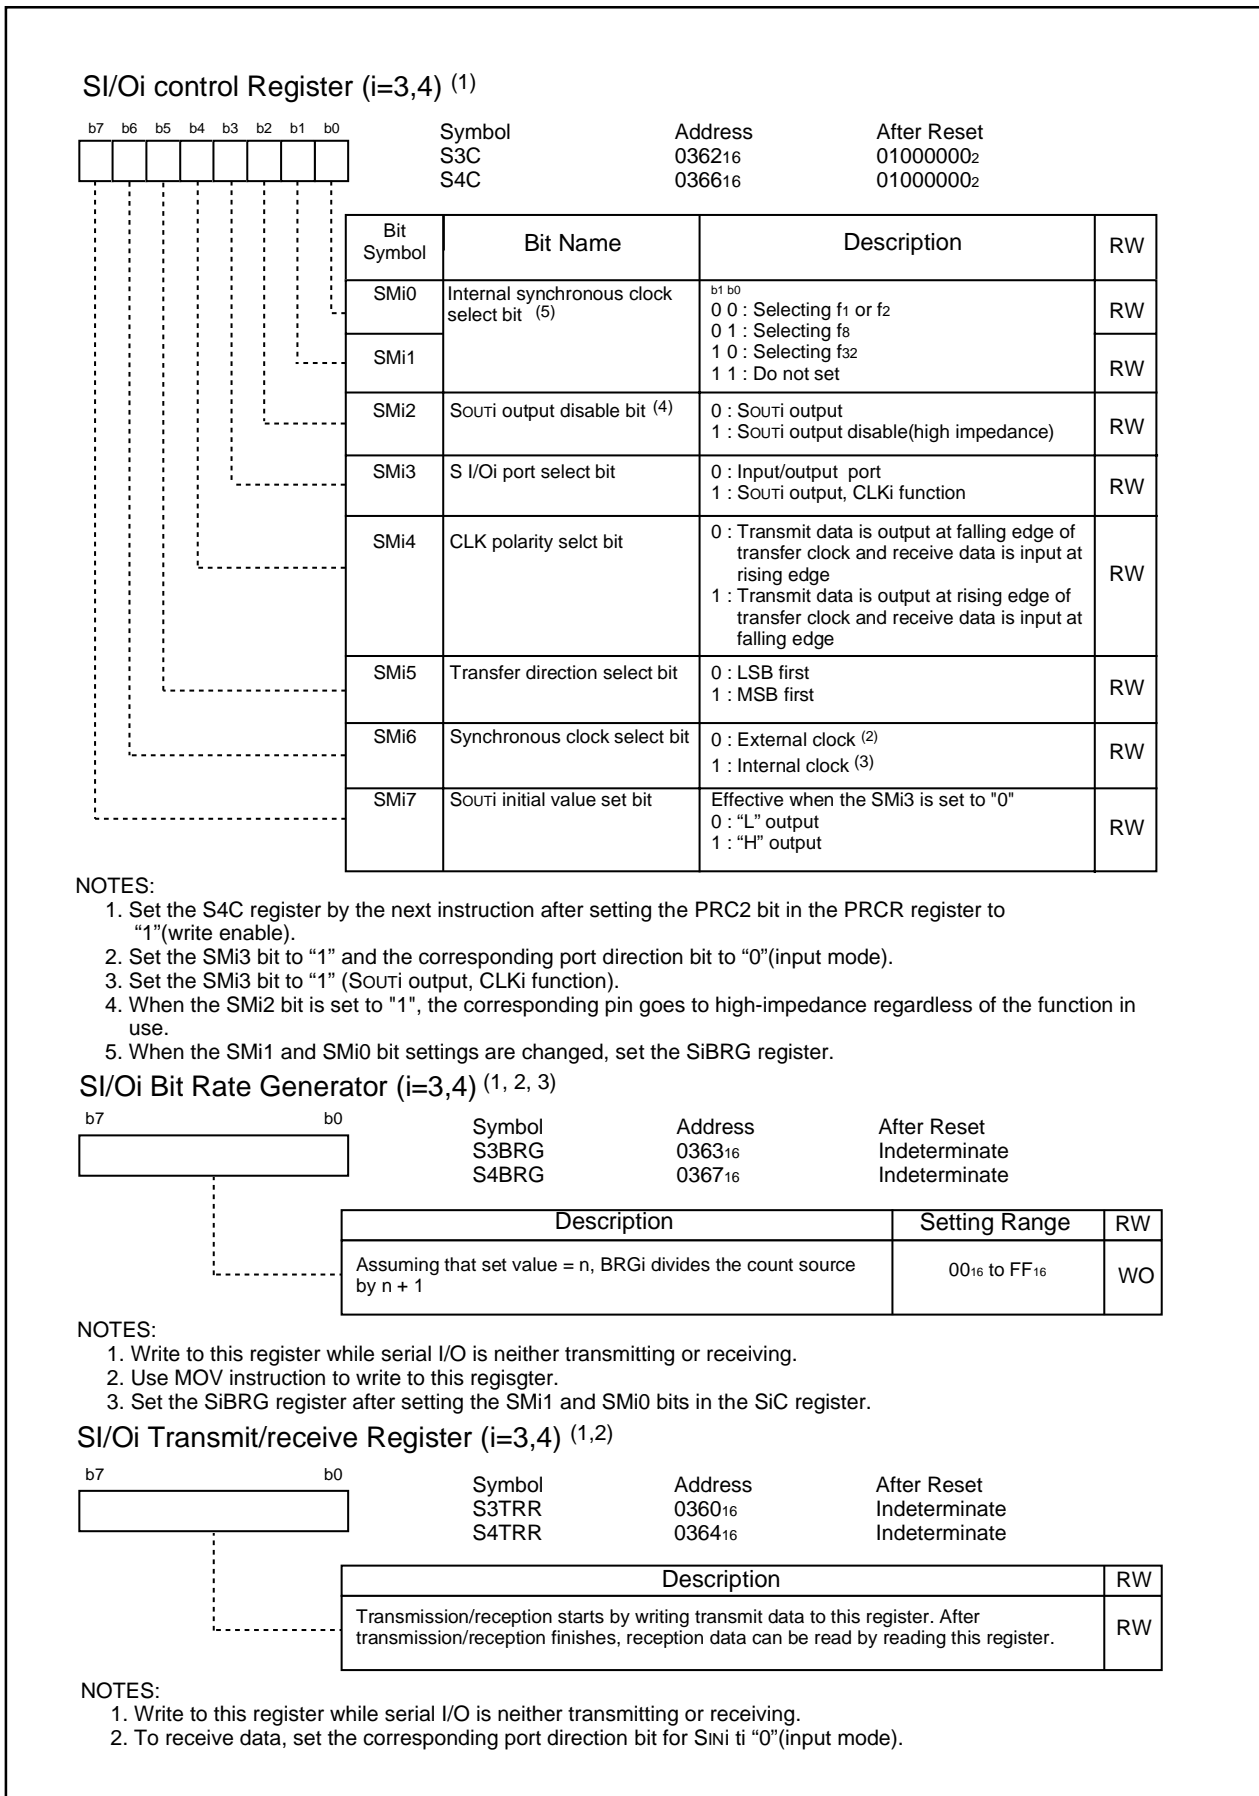 SI/Oi control Register (i=3,4) (1)
b7 b6 b5 b4 b3 b2 b1 b0
Symbol Address After Reset
S3C 036216 010000002
S4C 036616 010000002
Bit Symbol Bit Name Description RW
SMi0 Internal synchronous clock select bit (5) b1 b0
0 0 : Selecting f1 or f2 RW
0 1 : Selecting f8
SMi1 1 0 : Selecting f32 RW
1 1 : Do not set
SMi2 SOUTi output disable bit (4) 0 : SOUTi output RW
1 : SOUTi output disable(high impedance)
SMi3 S I/Oi port select bit 0 : Input/output port RW
1 : SOUTi output, CLKi function
SMi4 CLK polarity selct bit 0 : Transmit data is output at falling edge of
transfer clock and receive data is input at
rising edge RW
1 : Transmit data is output at rising edge of
transfer clock and receive data is input at
falling edge
SMi5 Transfer direction select bit 0 : LSB first RW
1 : MSB first
SMi6 Synchronous clock select bit 0 : External clock (2) RW
1 : Internal clock (3)
SMi7 SOUTi initial value set bit Effective when the SMi3 is set to "0"
0 : “L” output RW
1 : “H” output
NOTES:
1. Set the S4C register by the next instruction after setting the PRC2 bit in the PRCR register to
“1”(write enable).
2. Set the SMi3 bit to “1” and the corresponding port direction bit to “0”(input mode).
3. Set the SMi3 bit to “1” (SOUTi output, CLKi function).
4. When the SMi2 bit is set to "1", the corresponding pin goes to high-impedance regardless of the function in
use.
5. When the SMi1 and SMi0 bit settings are changed, set the SiBRG register.
SI/Oi Bit Rate Generator (i=3,4) (1, 2, 3)
b7 b0
Symbol Address After Reset
S3BRG 036316 Indeterminate
S4BRG 036716 Indeterminate
Description Setting Range RW
Assuming that set value = n, BRGi divides the count source 0016 to FF16 WO
by n + 1
NOTES:
1. Write to this register while serial I/O is neither transmitting or receiving.
2. Use MOV instruction to write to this regisgter.
3. Set the SiBRG register after setting the SMi1 and SMi0 bits in the SiC register.
SI/Oi Transmit/receive Register (i=3,4) (1,2)
b7 b0
Symbol Address After Reset
S3TRR 036016 Indeterminate
S4TRR 036416 Indeterminate
Description RW
Transmission/reception starts by writing transmit data to this register. After
transmission/reception finishes, reception data can be read by reading this register. RW
NOTES:
1. Write to this register while serial I/O is neither transmitting or receiving.
2. To receive data, set the corresponding port direction bit for SINi ti “0”(input mode).